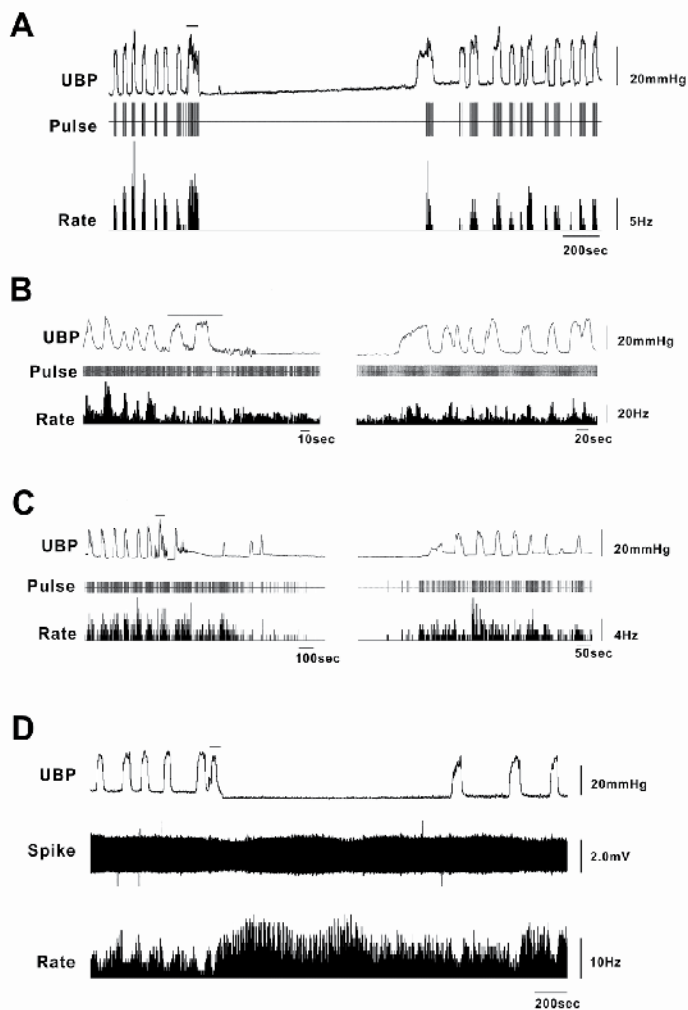 A
UBP
20mmHg
Pulse
Rate
5Hz
200sec
B
UBP
20mmHg
Pulse
Rate
20Hz
10sec
20sec
C
UBP
20mmHg
Pulse
Rate
4Hz
100sec
50sec
D
UBP
20mmHg
Spike
2.0mV
Rate
10Hz
200sec